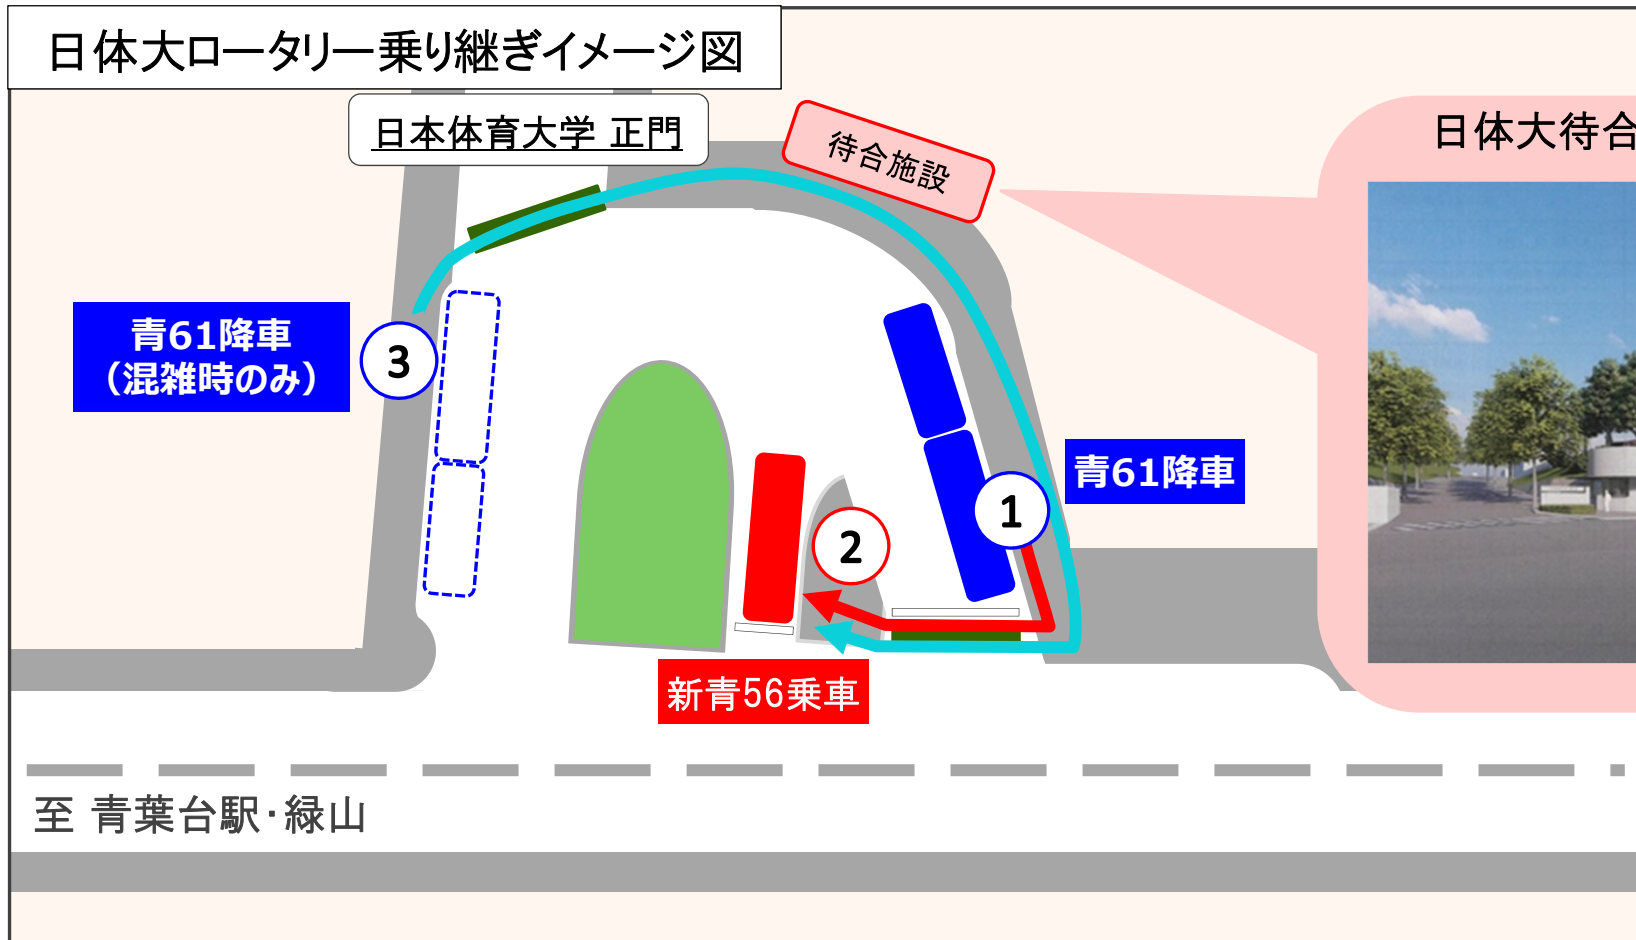 日体大ロータリー乗り継ぎイメージ図
日本体育大学 正門
待合施設
日体大待合
青61降車
（混雑時のみ）
3
青61降車
1
2
新青56乗車
至 青葉台駅・緑山